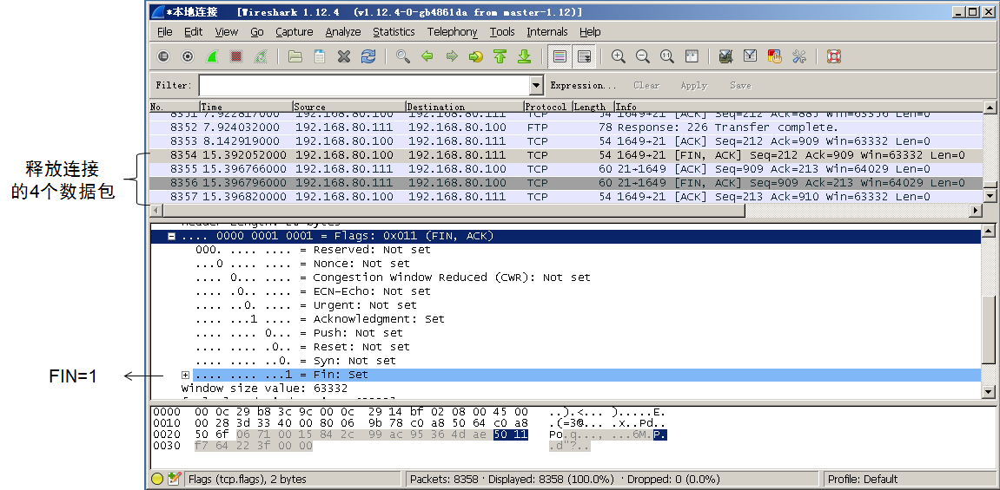 *本地连接 [Wireshark 1.12.4 (v1.12.4-0-gb4861da from master-1.12)]
File Edit View Go Capture Analyze Statistics Telephony Tools Internals Help
Filter: Expression... Clear Apply Save
No. Time Source Destination Protocol Length Info
8351 7.922817000 192.168.80.100 192.168.80.111 TCP 54 1649→21 [ACK] Seq=212 Ack=885 Win=63356 Len=0
8352 7.924032000 192.168.80.111 192.168.80.100 FTP 78 Response: 226 Transfer complete.
8353 8.142919000 192.168.80.100 192.168.80.111 TCP 54 1649→21 [ACK] Seq=212 Ack=909 Win=63332 Len=0
8354 15.392052000 192.168.80.100 192.168.80.111 TCP 54 1649→21 [FIN, ACK] Seq=212 Ack=909 Win=63332 Len=0
8355 15.396766000 192.168.80.111 192.168.80.100 TCP 60 21→1649 [ACK] Seq=909 Ack=213 Win=64029 Len=0
8356 15.396796000 192.168.80.111 192.168.80.100 TCP 60 21→1649 [FIN, ACK] Seq=909 Ack=213 Win=64029 Len=0
8357 15.396820000 192.168.80.100 192.168.80.111 TCP 54 1649→21 [ACK] Seq=213 Ack=910 Win=63332 Len=0
释放连接
的4个数据包
.... 0000 0001 0001 = Flags: 0x011 (FIN, ACK)
000. .... .... = Reserved: Not set
...0 .... .... = Nonce: Not set
.... 0... .... = Congestion Window Reduced (CWR): Not set
.... .0.. .... = ECN-Echo: Not set
.... ..0. .... = Urgent: Not set
.... ...1 .... = Acknowledgment: Set
.... .... 0... = Push: Not set
.... .... .0.. = Reset: Not set
.... .... ..0. = Syn: Not set
.... .... ...1 = Fin: Set
FIN=1
Window size value: 63332
0000 00 0c 29 b8 3c 9c 00 0c 29 14 bf 02 08 00 45 00 ..).<... ).....E.
0010 00 28 3d 33 40 00 80 06 9b 78 c0 a8 50 64 c0 a8 .(=3@... .x..Pd..
0020 50 6f 06 71 00 15 84 2c 99 ac 95 36 4d ae 50 11 Po.q..., ...6M.P.
0030 f7 64 22 3f 00 00 .d"?..
Flags (tcp.flags), 2 bytes Packets: 8358 · Displayed: 8358 (100.0%) · Dropped: 0 (0.0%) Profile: Default